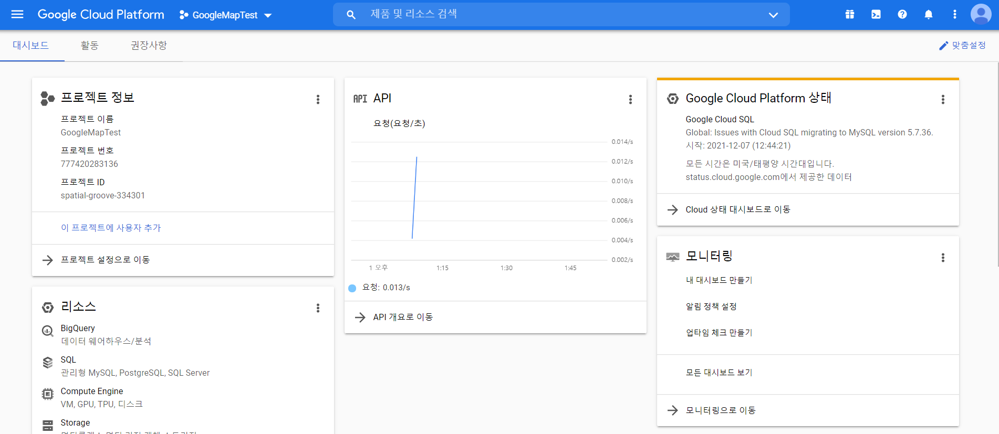 Google Cloud Platform
GoogleMapTest
제품 및 리소스 검색
대시보드
활동
권장사항
맞춤설정
프로젝트 정보
프로젝트 이름
GoogleMapTest
프로젝트 번호
777420283136
프로젝트 ID
spatial-groove-334301
이 프로젝트에 사용자 추가
프로젝트 설정으로 이동
리소스
BigQuery
데이터 웨어하우스/분석
SQL
관리형 MySQL, PostgreSQL, SQL Server
Compute Engine
VM, GPU, TPU, 디스크
Storage
API API
요청(요청/초)
0.014/s
0.012/s
0.010/s
0.008/s
0.006/s
0.004/s
0.002/s
1 오후
1:15
1:30
1:45
요청: 0.013/s
API 개요로 이동
Google Cloud Platform 상태
Google Cloud SQL
Global: Issues with Cloud SQL migrating to MySQL version 5.7.36.
시작: 2021-12-07 (12:44:21)
모든 시간은 미국/태평양 시간대입니다.
status.cloud.google.com에서 제공한 데이터
Cloud 상태 대시보드로 이동
모니터링
내 대시보드 만들기
알림 정책 설정
업타임 체크 만들기
모든 대시보드 보기
모니터링으로 이동